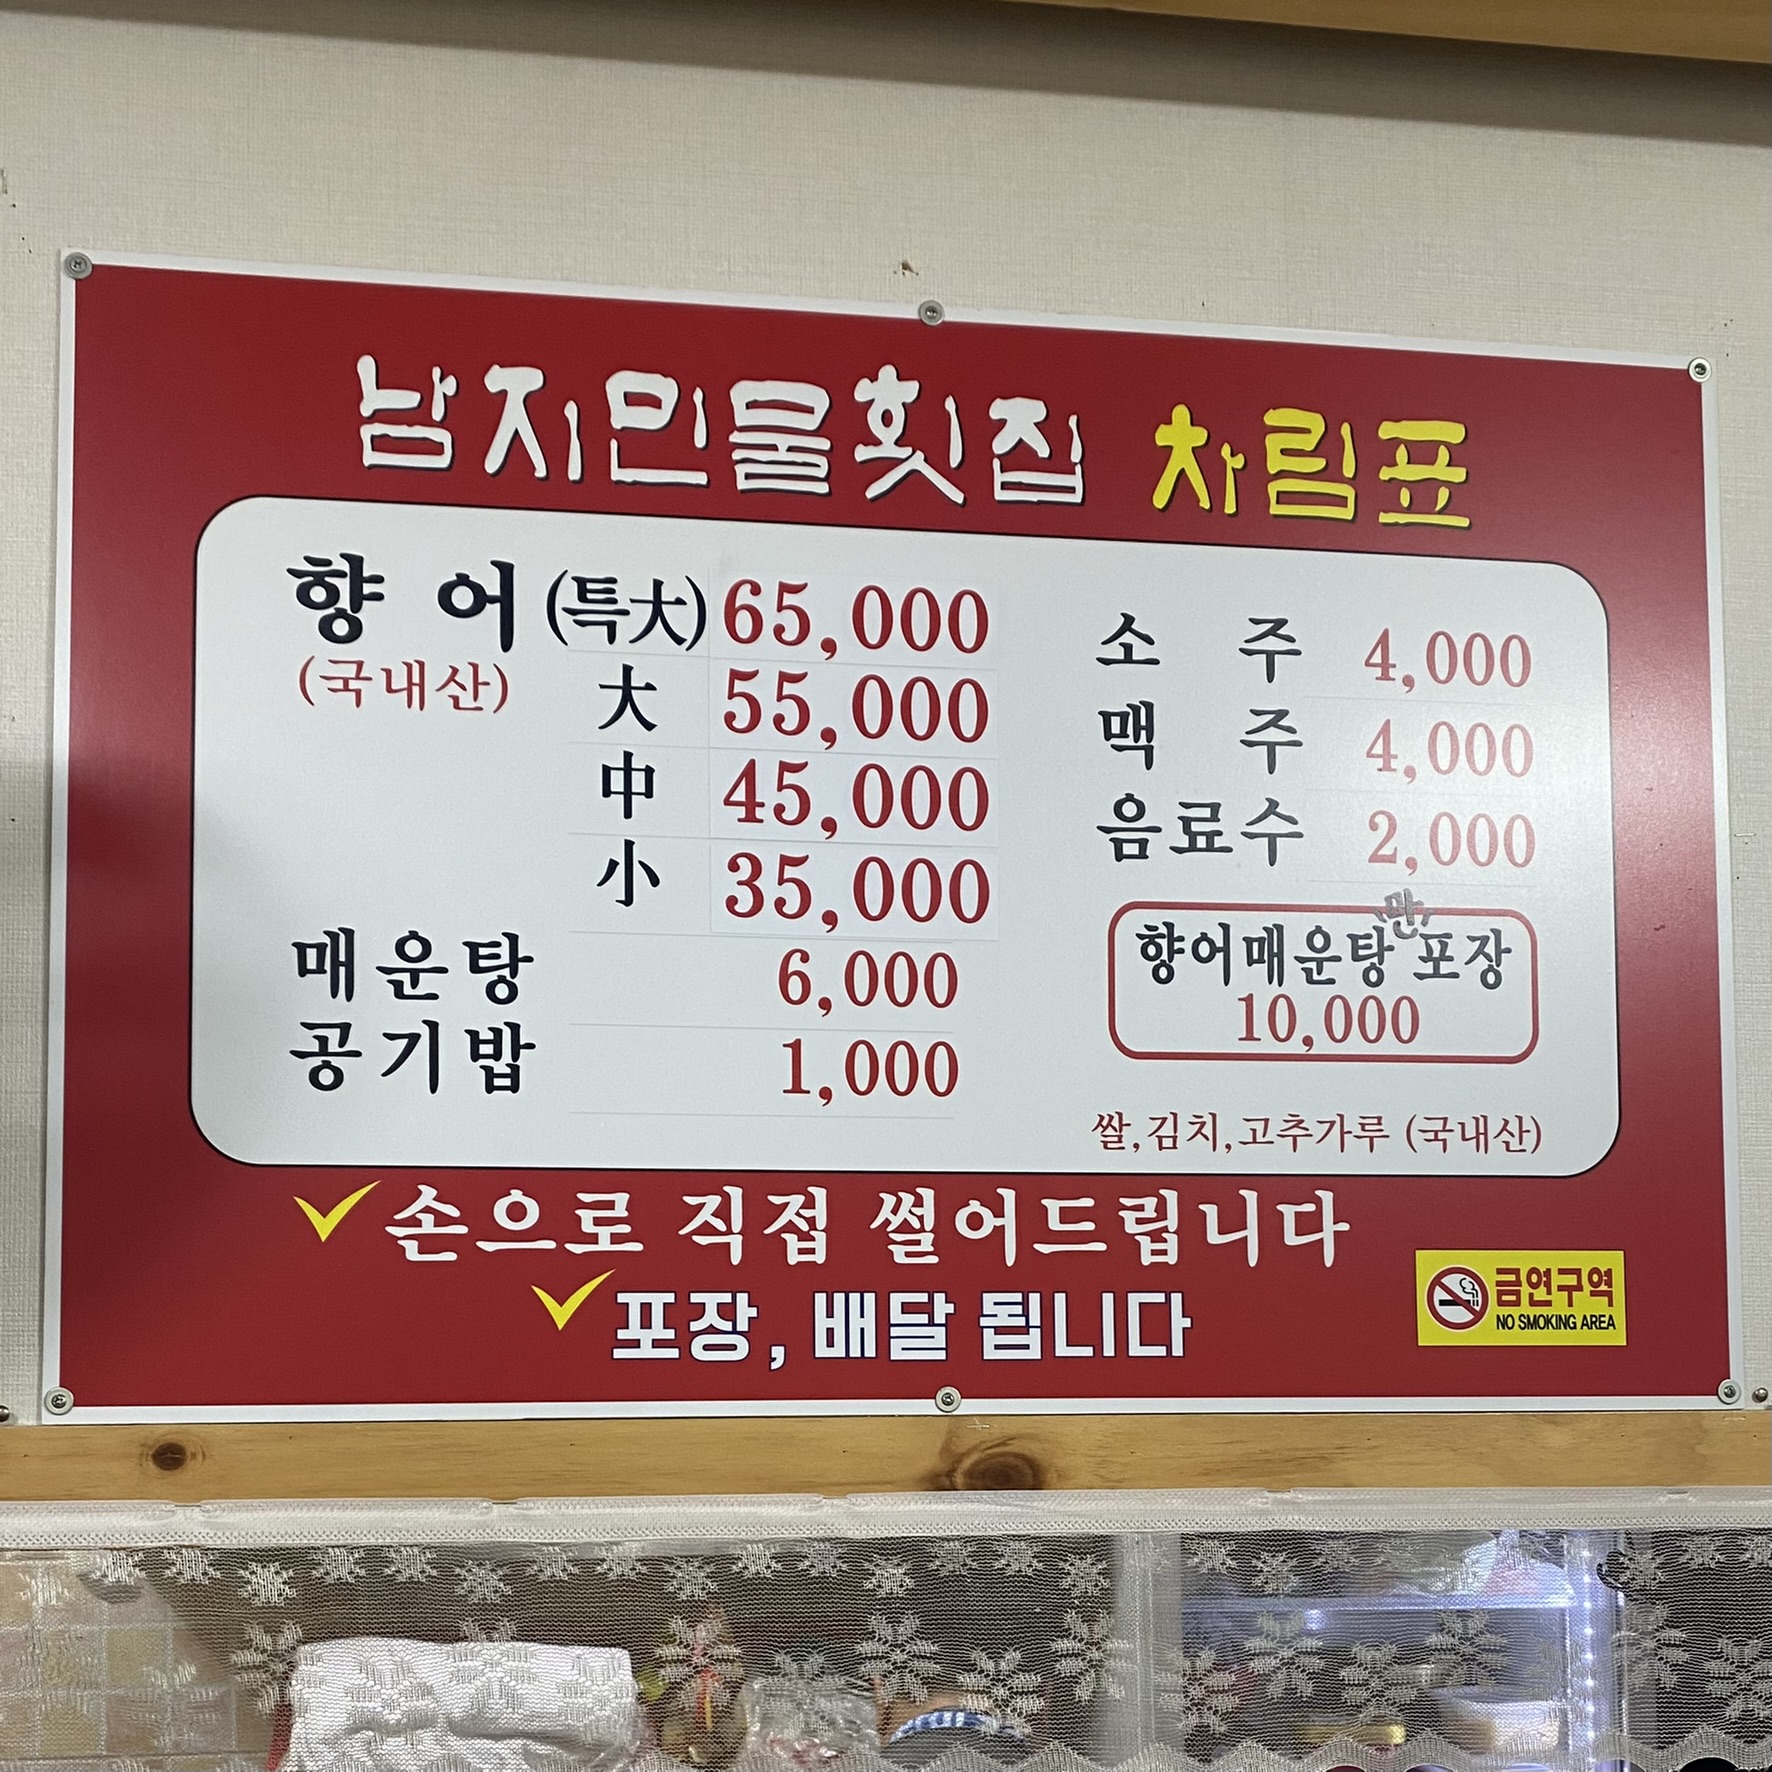 남지민물횟집 차림표
향 어 (특大) 65,000
(국내산)
大 55,000
中 45,000
小 35,000
매운탕 6,000
공기밥 1,000
소 주 4,000
맥 주 4,000
음료수 2,000
만
향어매운탕 포장
10,000
쌀,김치,고추가루 (국내산)
손으로 직접 썰어드립니다
포장, 배달 됩니다
금연구역
NO SMOKING AREA